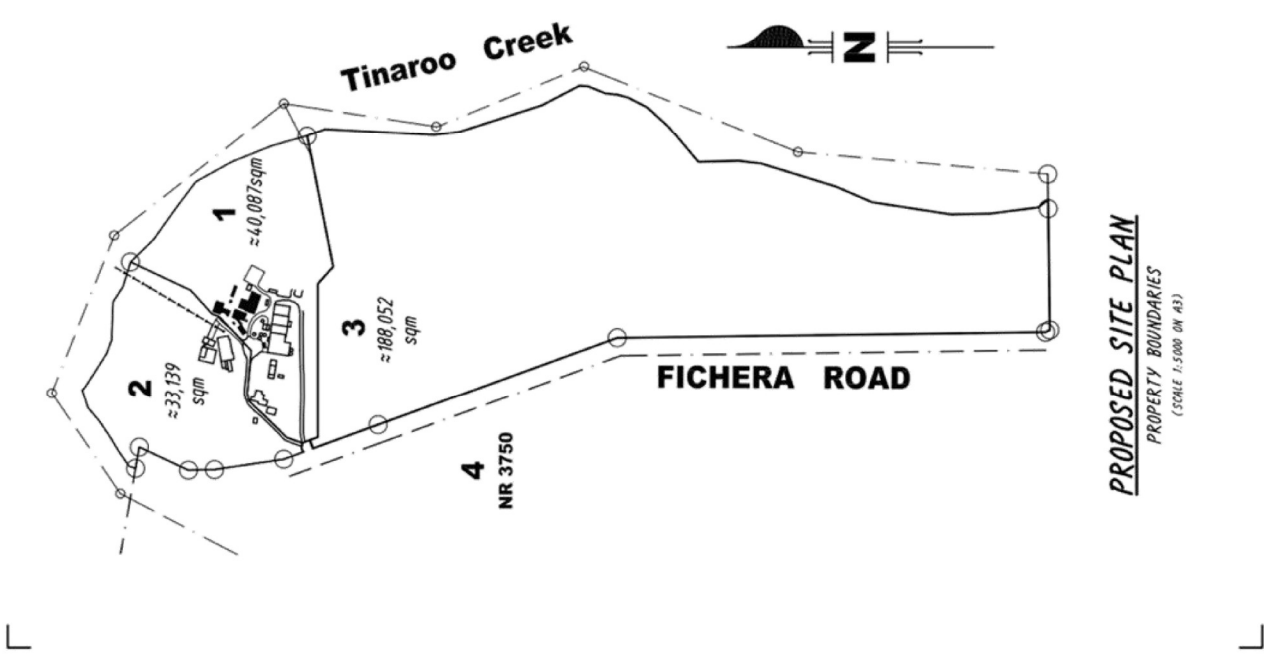 Tinaroo Creek
N
1
≈40,087sqm
2
≈33,139
sqm
3
≈188,052
sqm
4
NR 3750
FICHERA ROAD
PROPOSED SITE PLAN
PROPERTY BOUNDARIES
(SCALE 1:5000 ON A3)